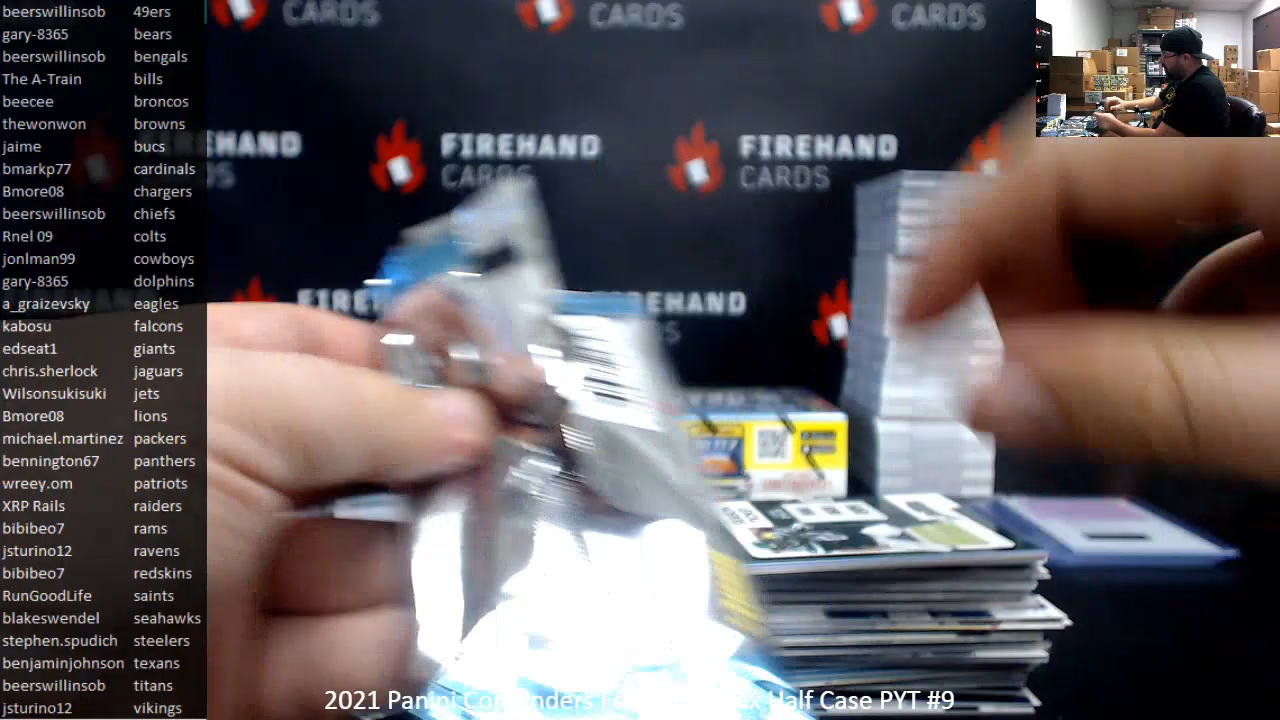 beerswillinsob 49ers
gary-8365 bears
beerswillinsob bengals
The A-Train bills
beecee broncos
thewonwon browns
jaime bucs
bmarkp77 cardinals
Bmore08 chargers
beerswillinsob chiefs
Rnel 09 colts
jonlman99 cowboys
gary-8365 dolphins
a_graizevsky eagles
kabosu falcons
edseat1 giants
chris.sherlock jaguars
Wilsonsukisuki jets
Bmore08 lions
michael.martinez packers
bennington67 panthers
wreey.om patriots
XRP Rails raiders
bibibeo7 rams
jsturino12 ravens
bibibeo7 redskins
RunGoodLife saints
blakeswendel seahawks
stephen.spudich steelers
benjaminjohnson texans
beerswillinsob titans
jsturino12 vikings
CARDS CARDS CARDS
FIREHAND FIREHAND
CARDS CARDS
2021 Panini Half Case PYT #9